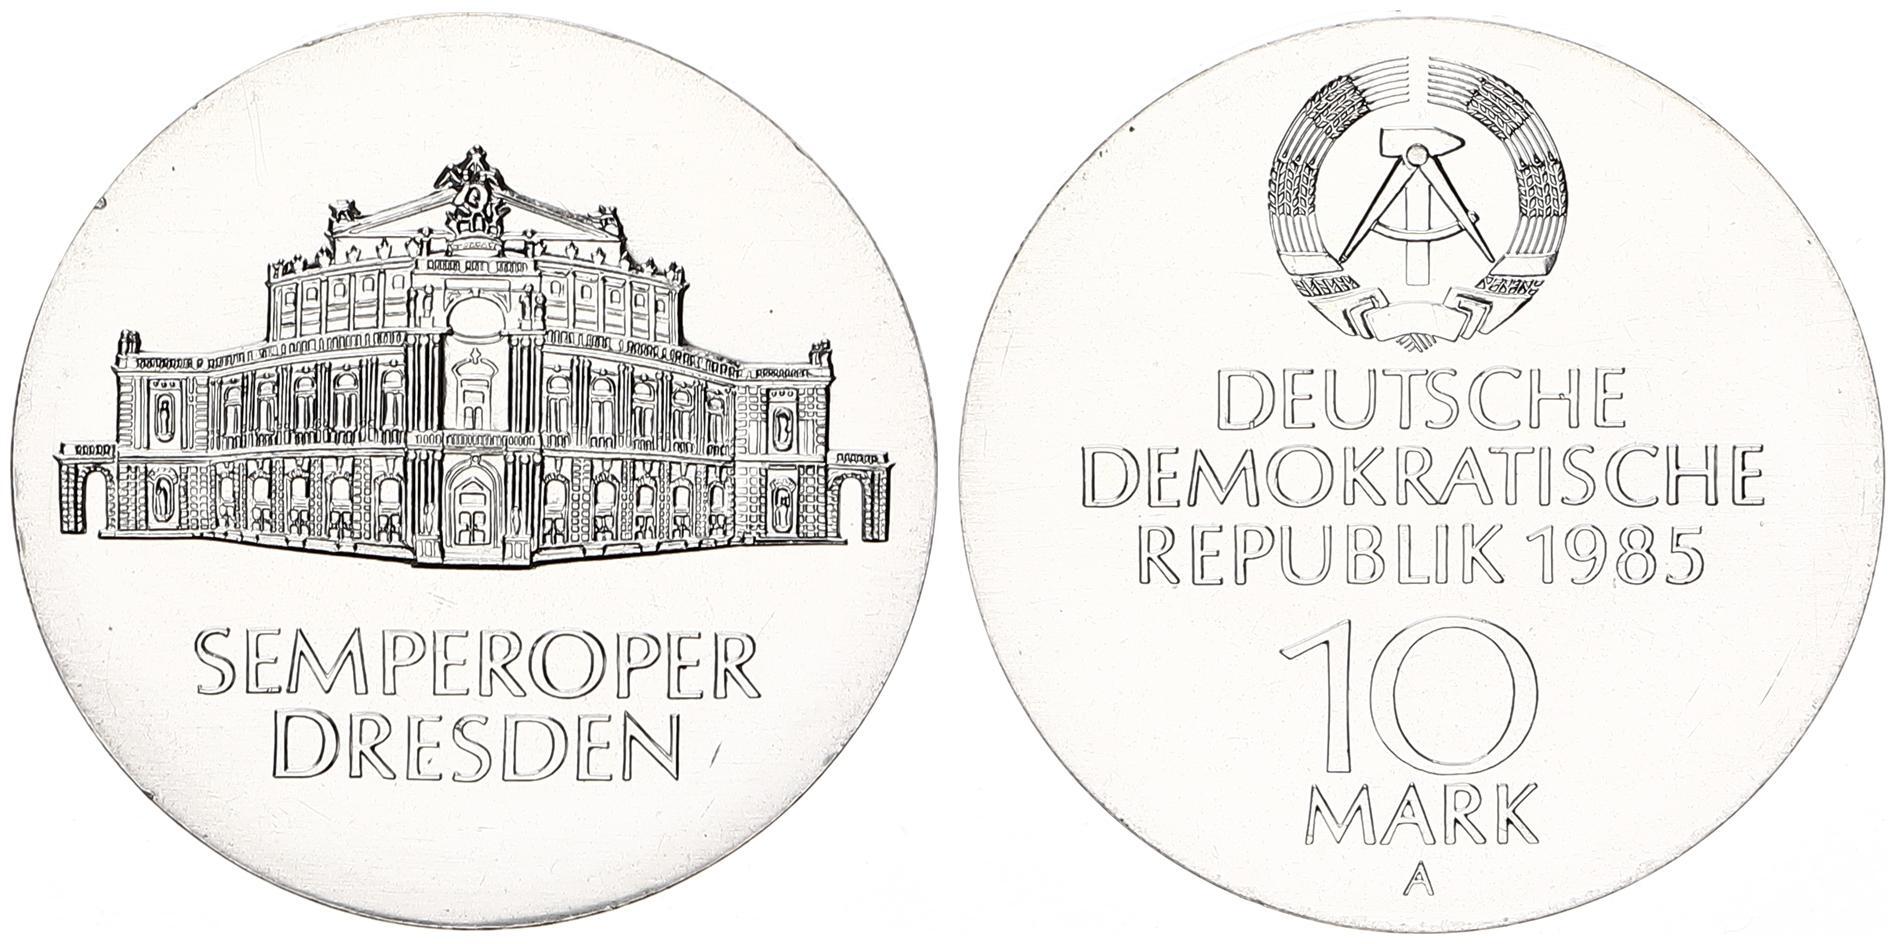 SEMPEROPER
DRESDEN
DEUTSCHE
DEMOKRATISCHE
REPUBLIK 1985
10
MARK
A